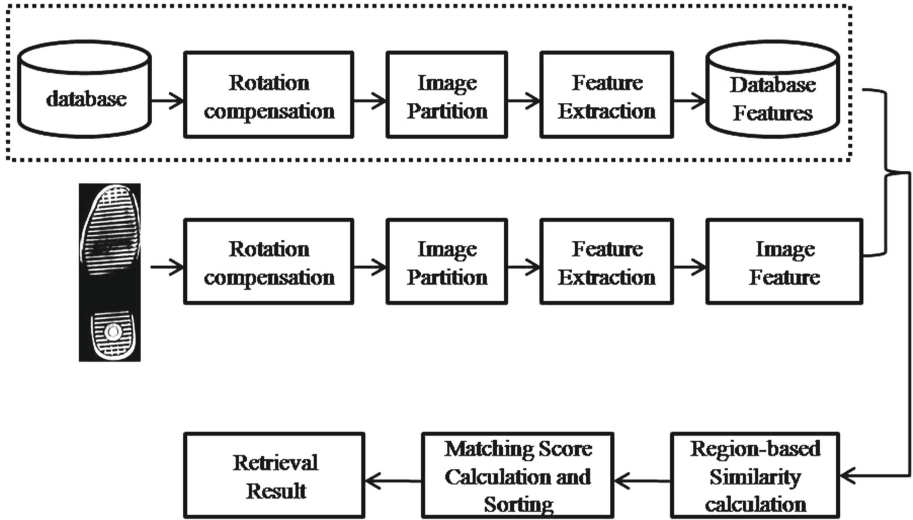 database
Rotation
compensation
Image
Partition
Feature
Extraction
Database
Features
Rotation
compensation
Image
Partition
Feature
Extraction
Image
Feature
Retrieval
Result
Matching Score
Calculation and
Sorting
Region-based
Similarity
calculation